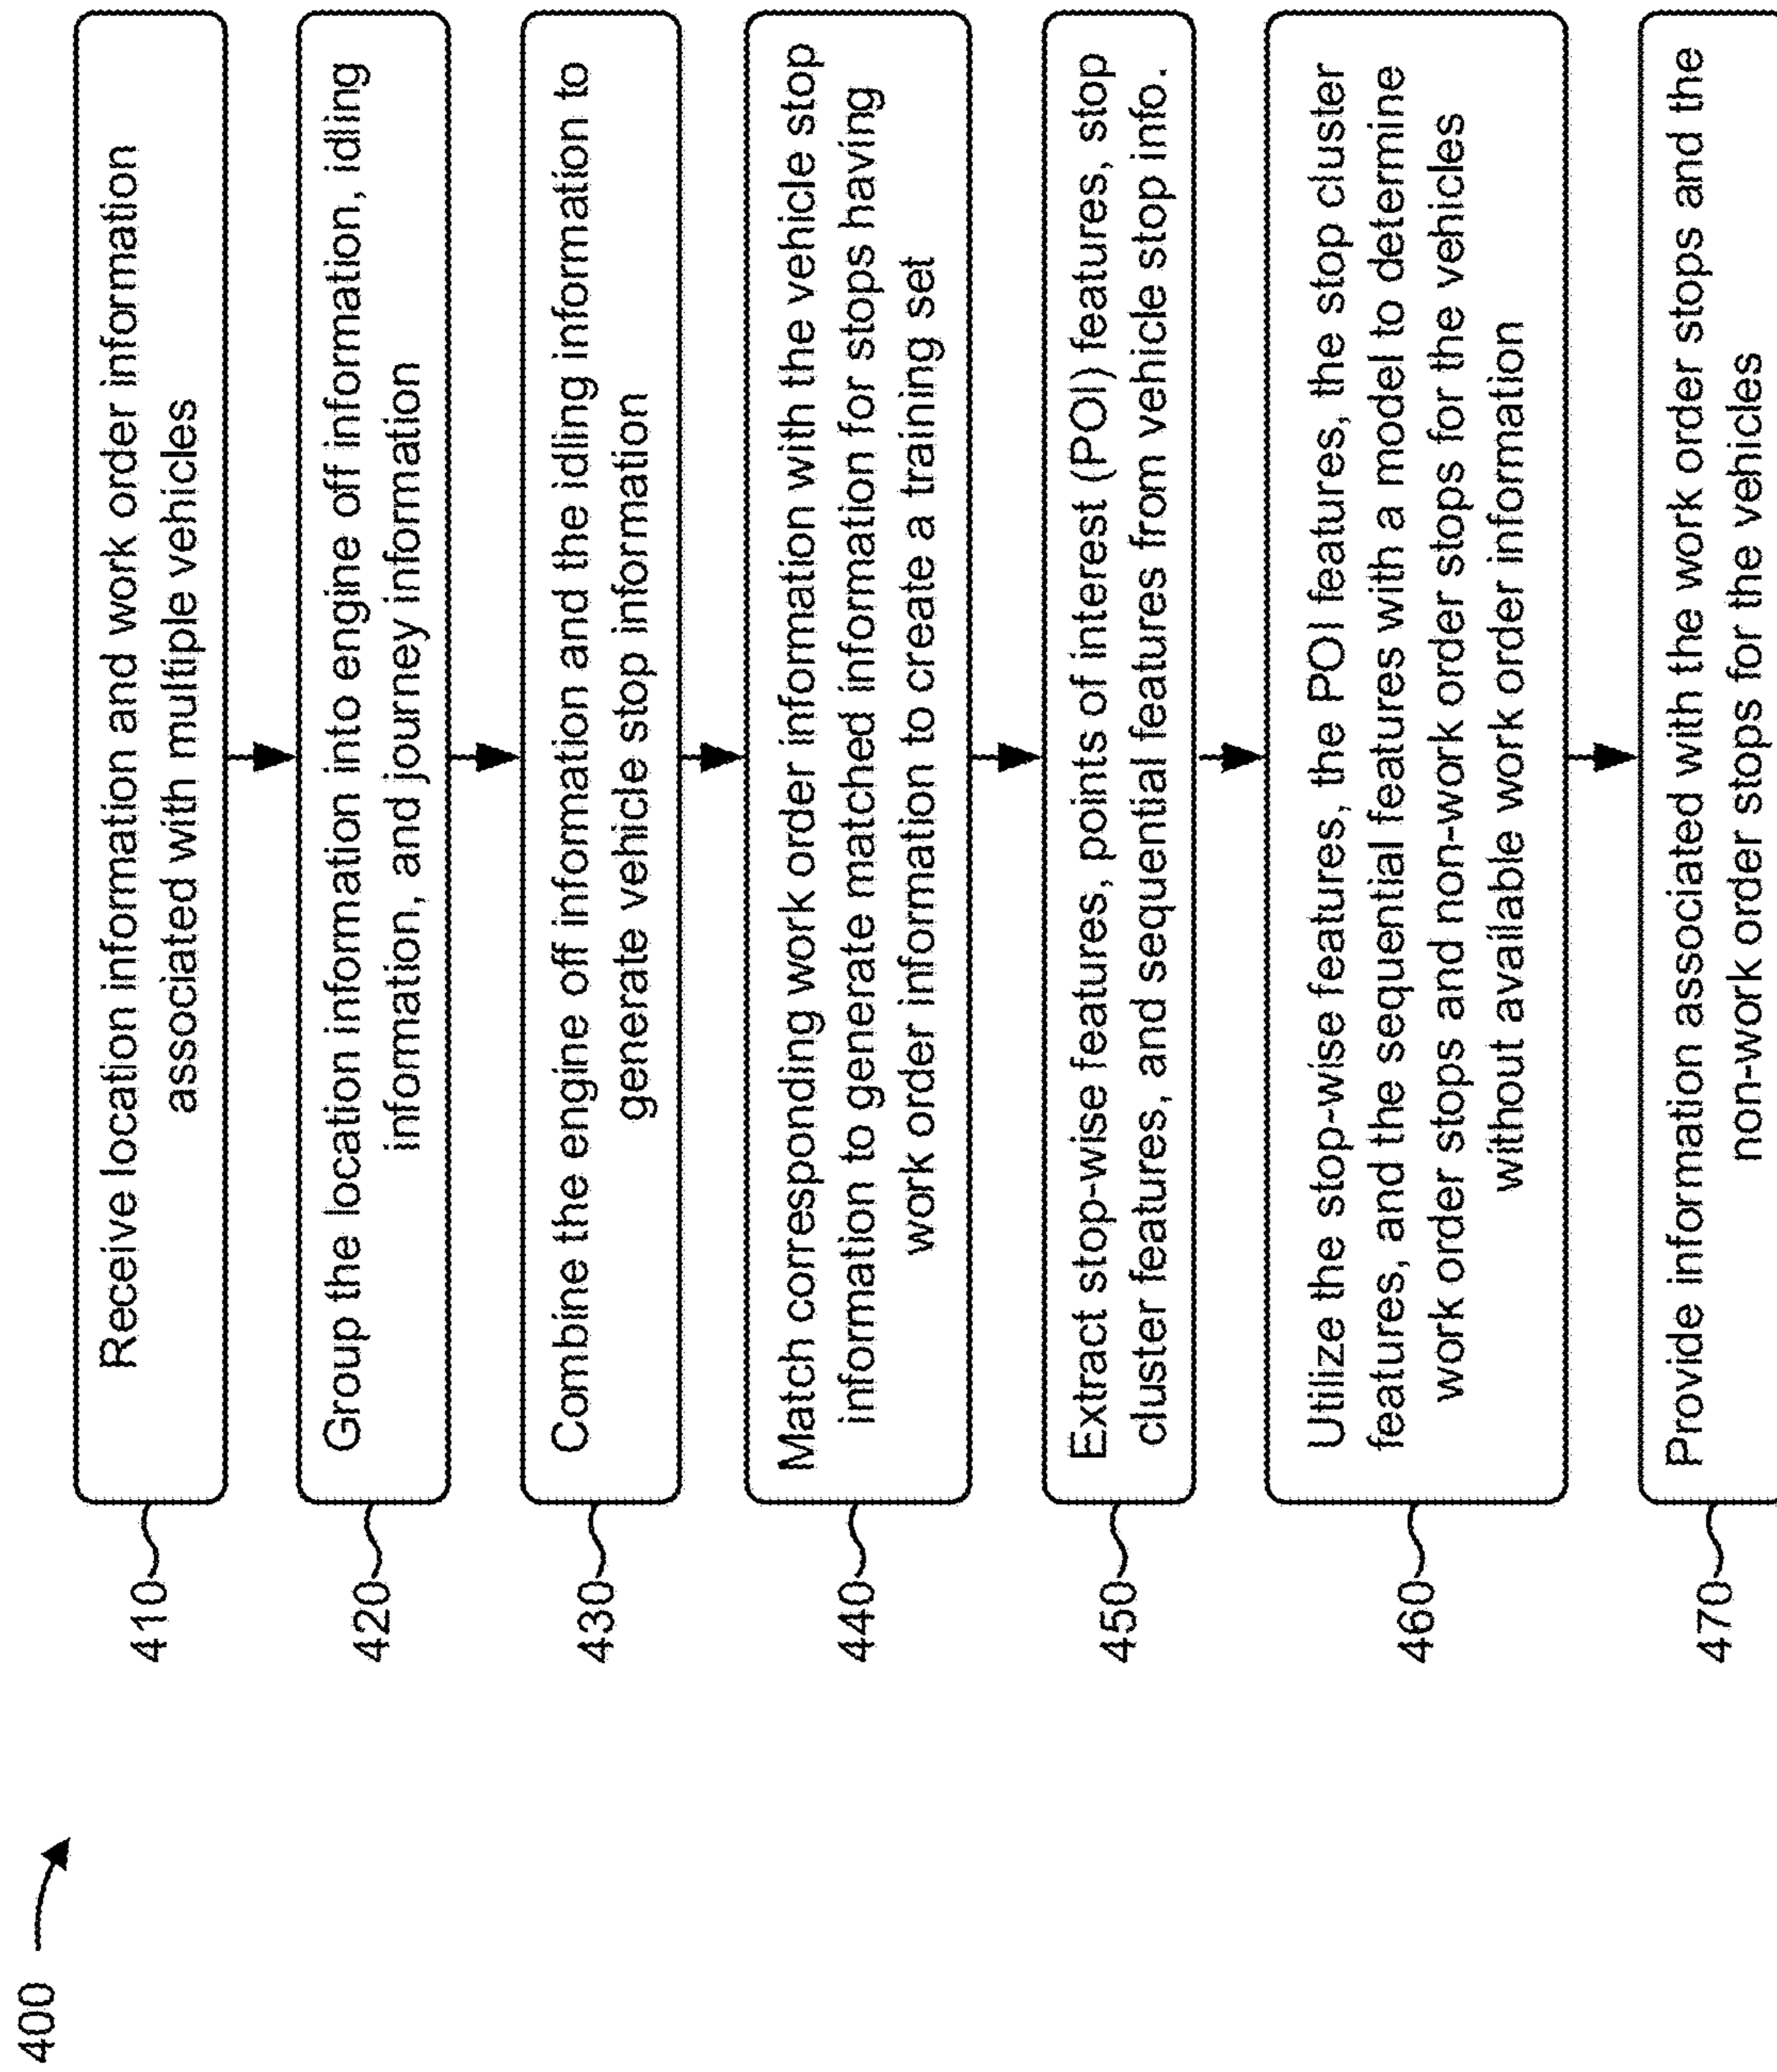 400
410
Receive location information and work order information
associated with multiple vehicles
420
Group the location information into engine off information, idling
information, and journey information
430
Combine the engine off information and the idling information to
generate vehicle stop information
440
Match corresponding work order information with the vehicle stop
information to generate matched information for stops having
work order information to create a training set
450
Extract stop-wise features, points of interest (POI) features, stop
cluster features, and sequential features from vehicle stop info.
460
Utilize the stop-wise features, the POI features, the stop cluster
features, and the sequential features with a model to determine
work order stops and non-work order stops for the vehicles
without available work order information
470
Provide information associated with the work order stops and the
non-work order stops for the vehicles